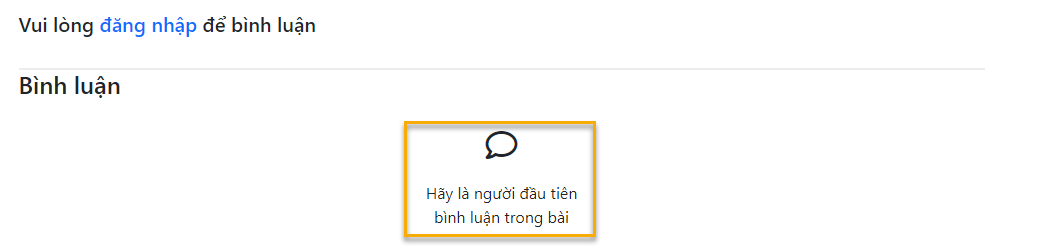 Vui lòng đăng nhập để bình luận
Bình luận
Hãy là người đầu tiên
bình luận trong bài